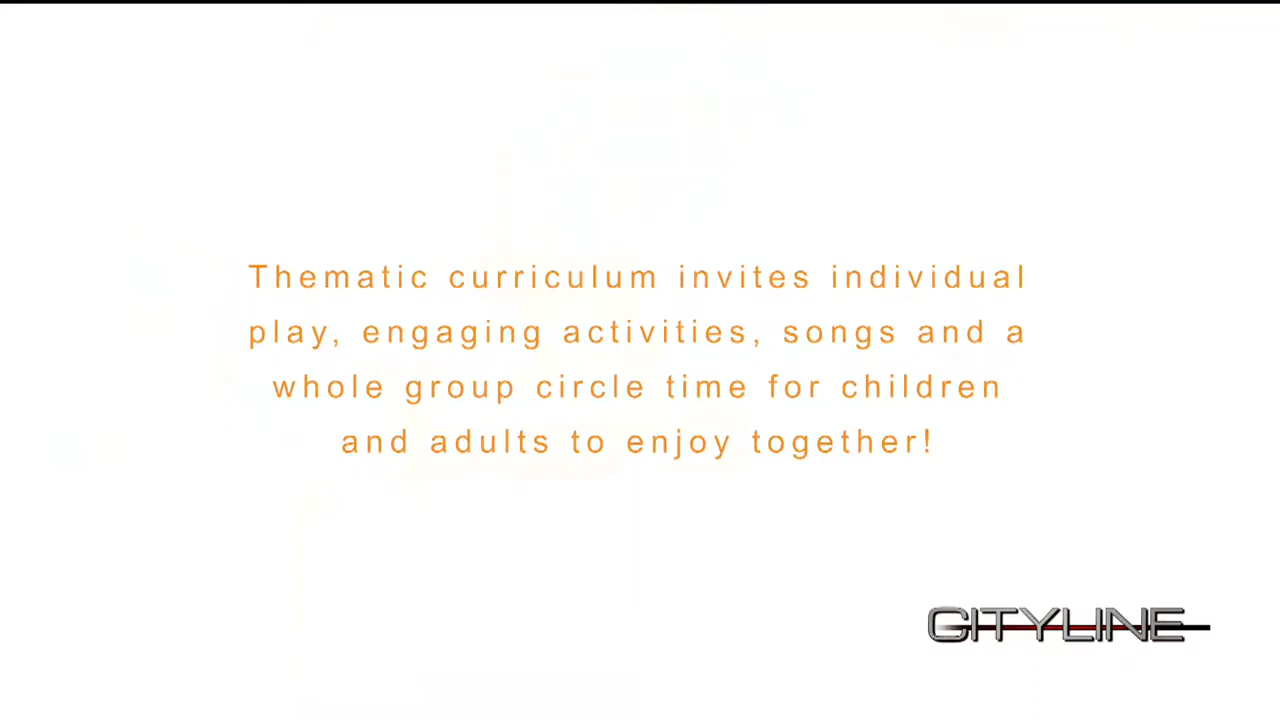 Thematic curriculum invites individual
play, engaging activities, songs and a
whole group circle time for children
and adults to enjoy together!
CITYLINE